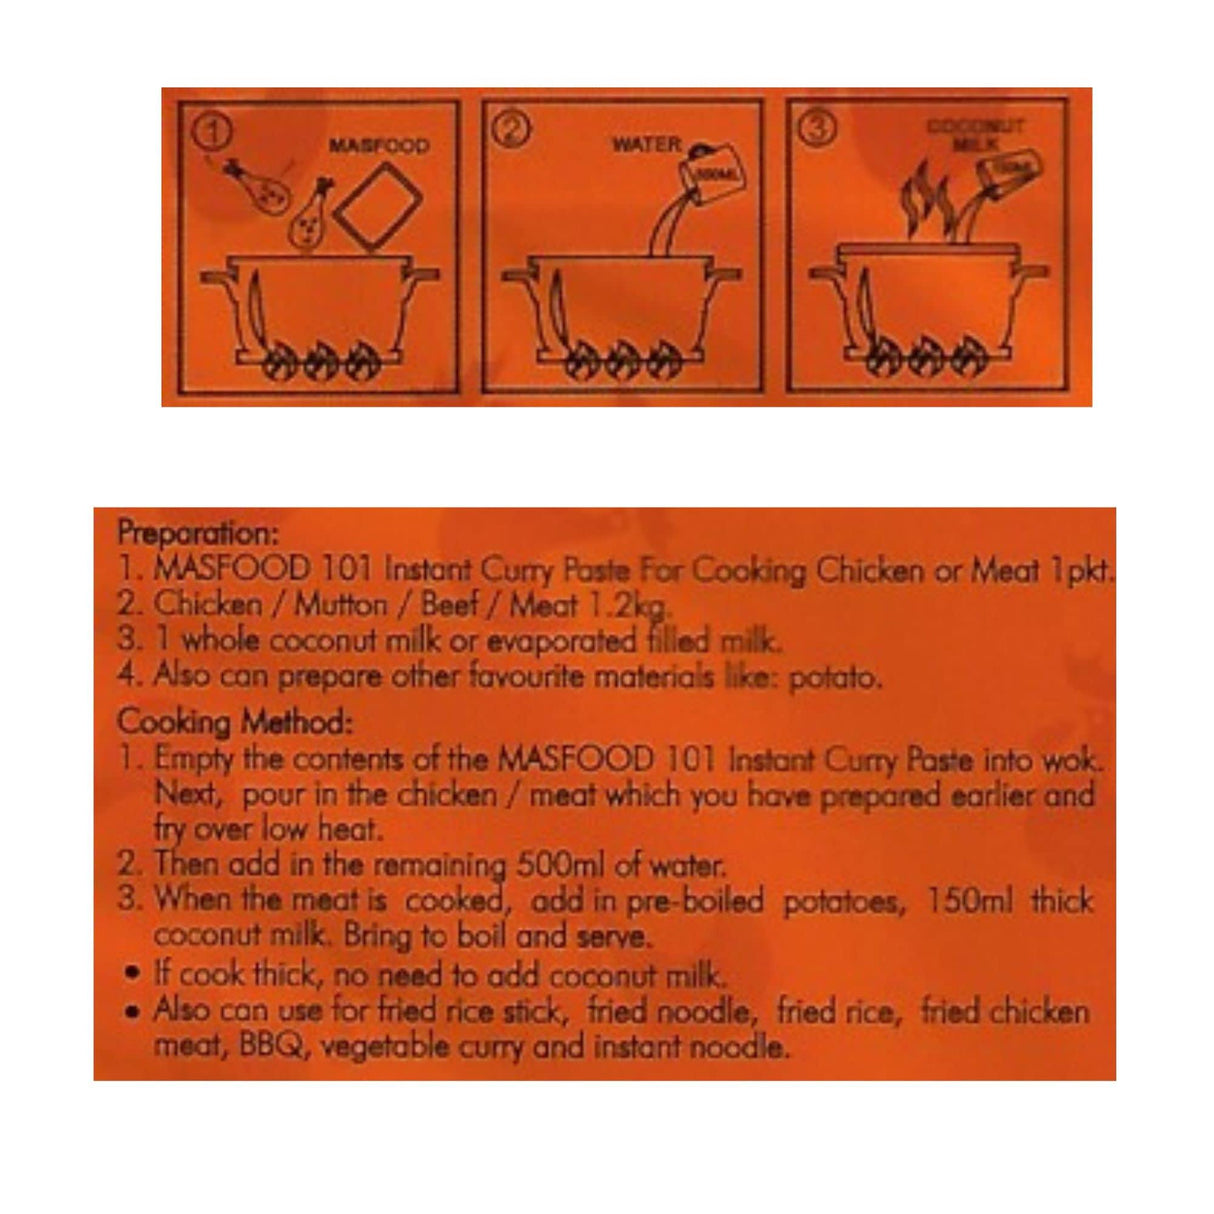 1
MASFOOD
2
WATER
500ML
3
COCONUT
MILK
150ML
Preparation:
1. MASFOOD 101 Instant Curry Paste For Cooking Chicken or Meat 1pkt.
2. Chicken / Mutton / Beef / Meat 1.2kg.
3. 1 whole coconut milk or evaporated filled milk.
4. Also can prepare other favourite materials like: potato.
Cooking Method:
1. Empty the contents of the MASFOOD 101 Instant Curry Paste into wok.
Next, pour in the chicken / meat which you have prepared earlier and
fry over low heat.
2. Then add in the remaining 500ml of water.
3. When the meat is cooked, add in pre-boiled potatoes, 150ml thick
coconut milk. Bring to boil and serve.
• If cook thick, no need to add coconut milk.
• Also can use for fried rice stick, fried noodle, fried rice, fried chicken
meat, BBQ, vegetable curry and instant noodle.